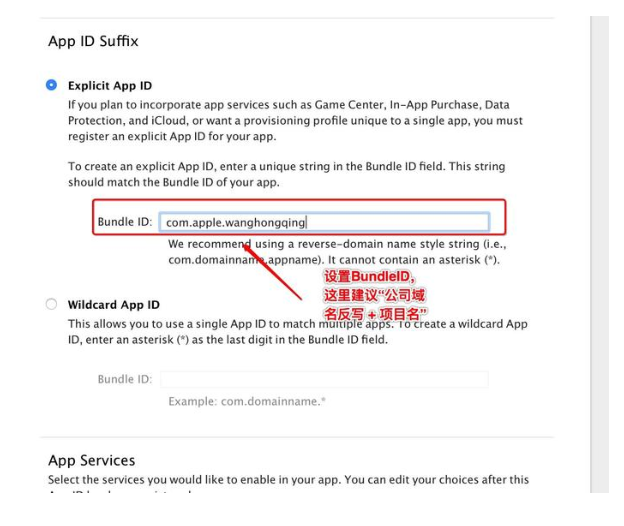 App ID Suffix
Explicit App ID
If you plan to incorporate app services such as Game Center, In-App Purchase, Data
Protection, and iCloud, or want a provisioning profile unique to a single app, you must
register an explicit App ID for your app.
To create an explicit App ID, enter a unique string in the Bundle ID field. This string
should match the Bundle ID of your app.
Bundle ID: com.apple.wanghongqing
We recommend using a reverse-domain name style string (i.e.,
com.domainname.appname). It cannot contain an asterisk (*).
设置BundleID,
这里建议“公司域
名反写 + 项目名”
Wildcard App ID
This allows you to use a single App ID to match multiple apps. To create a wildcard App
ID, enter an asterisk (*) as the last digit in the Bundle ID field.
Bundle ID:
Example: com.domainname.*
App Services
Select the services you would like to enable in your app. You can edit your choices after this